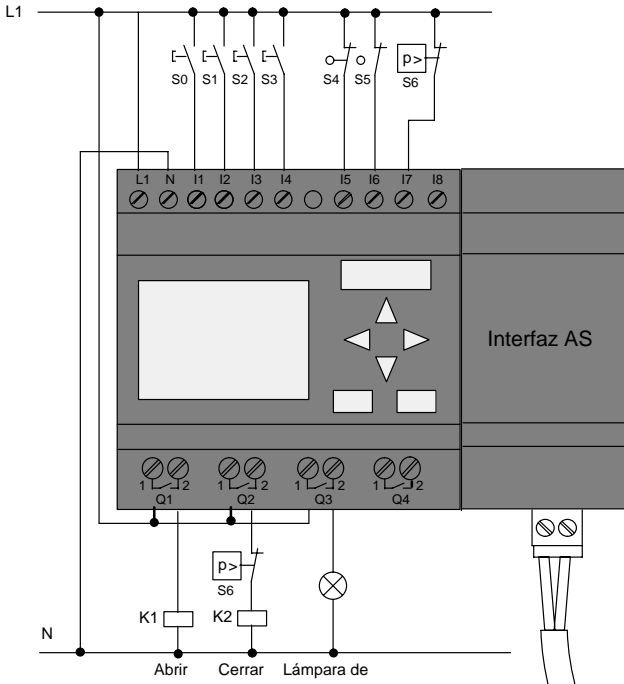 L1
S0 S1 S2 S3 S4 S5 p>
S6
L1 N I1 I2 I3 I4 I5 I6 I7 I8
Interfaz AS
1 2 1 2 1 2 1 2
Q1 Q2 Q3 Q4
p>
S6
K1 K2
N
Abrir Cerrar Lámpara de